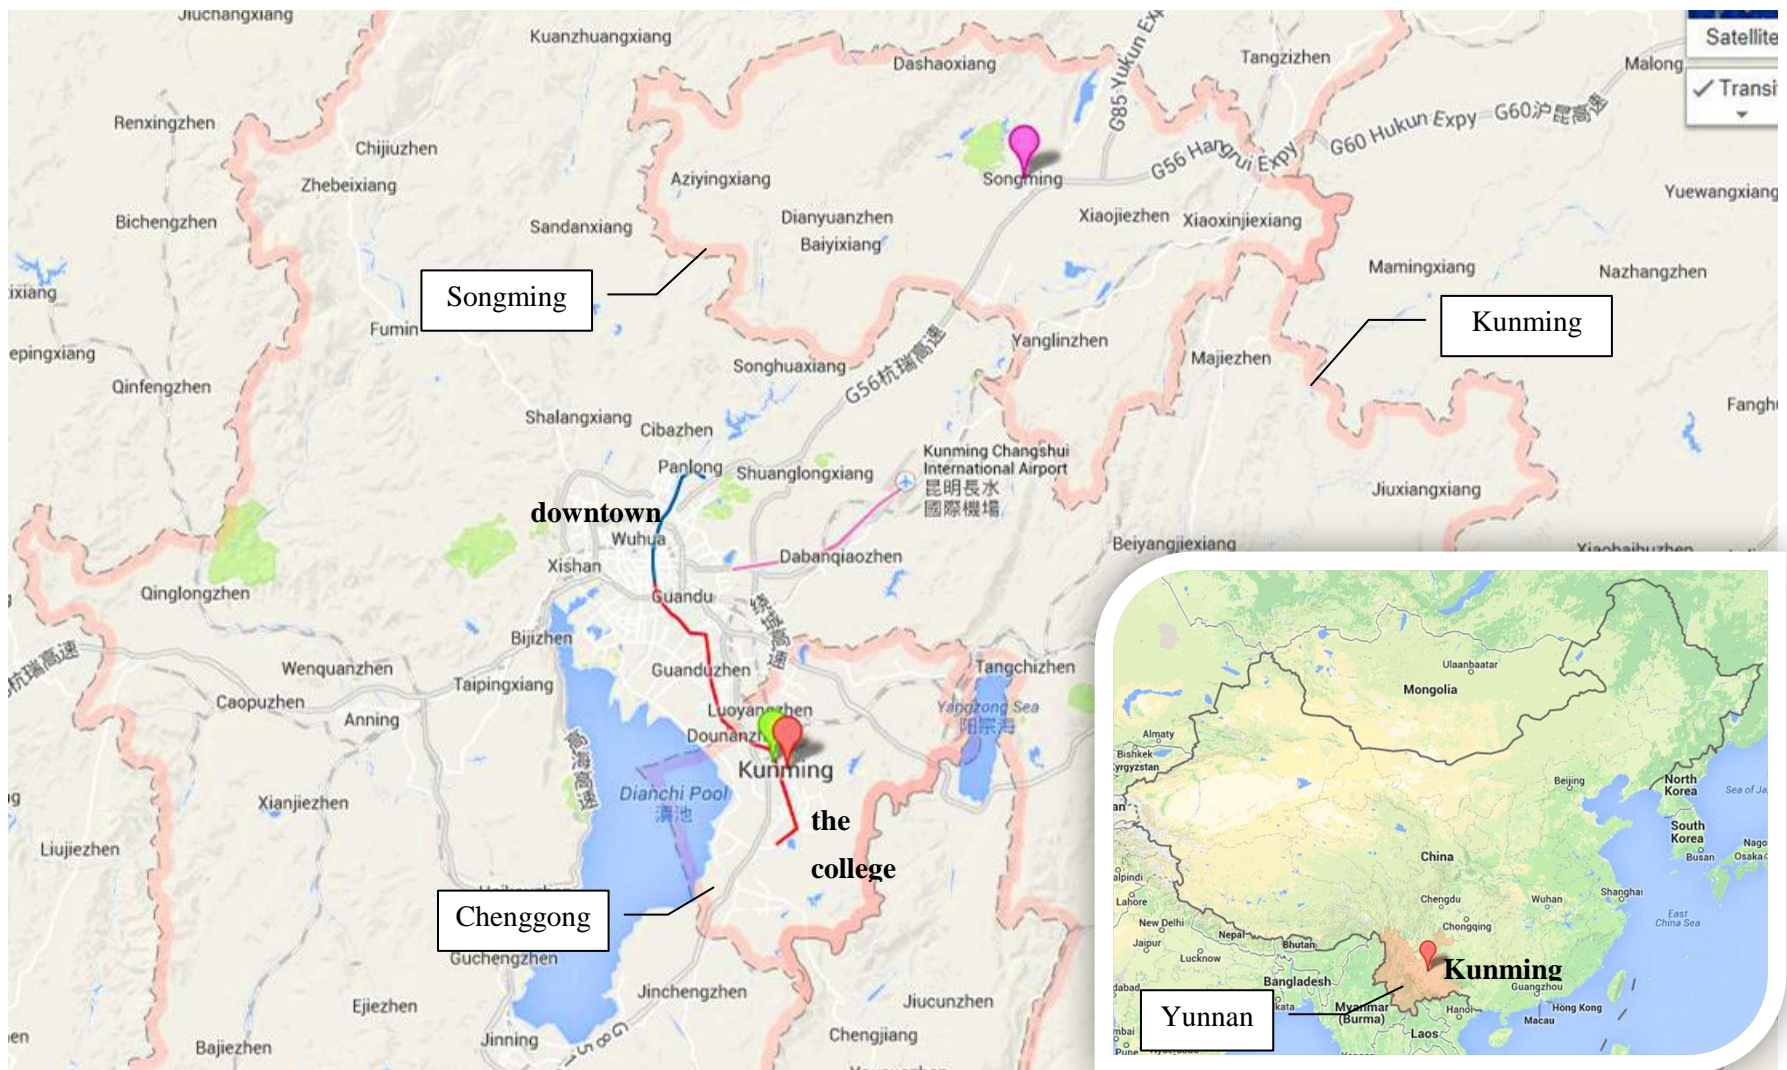 Jiuchangxiang
Kuanzhuangxiang
Dashaoxiang
Tangzizhen
Satellite
Malong
Transi
Renxingzhen
Chijiuzhen
Zhebeixiang
Aziyingxiang
Songming
G85 Yukun Exp
G56 Hangrui Expy
G60 Hukun Expy
G60沪昆高速
Yuewangxiang
Bichengzhen
Sandanxiang
Dianyuanzhen
Baiyixiang
Xiaojiezhen
Xiaoxinjiexiang
Mamingxiang
Nazhangzhen
ixiang
Songming
Kunming
Fumin
epingxiang
Qinfengzhen
Songhuaxiang
G56杭瑞高速
Yanglinzhen
Majiezhen
Fanghu
Shalangxiang
Cibazhen
Panlong
Shuanglongxiang
Kunming Changshui
International Airport
昆明長水
國際機場
Jiuxiangxiang
downtown
Wuhua
Xishan
Dabanqiaozhen
Beiyangjiexiang
Qinglongzhen
Guandu
Bijizhen
杭瑞高速
Wenquanzhen
Taipingxiang
Guanduzhen
Tangchizhen
Caopuzhen
Anning
Luoyangzhen
Yangzong Sea
阳宗海
Dounanzh
Kunming
Dianchi Pool
滇池
Xianjiezhen
the
college
Liujiezhen
Chenggong
Guchengzhen
Ejiezhen
Jinchengzhen
Jiucunzhen
Jinning
Chengjiang
Bajiezhen
Ulaanbaatar
Mongolia
Almaty
Bishkek
Kyrgyzstan
Beijing
North
Korea
Sea of Ja
South
Korea
Busan
Nago
Osaka
China
Lahore
Chengdu
Wuhan
Shanghai
East
China Sea
New Delhi
Jaipur
Nepal
Chongqing
Lucknow
Bhutan
Bangladesh
Kunming
Guangzhou
Yunnan
Myanmar
(Burma)
Hanoi
Hong Kong
Macau
Laos